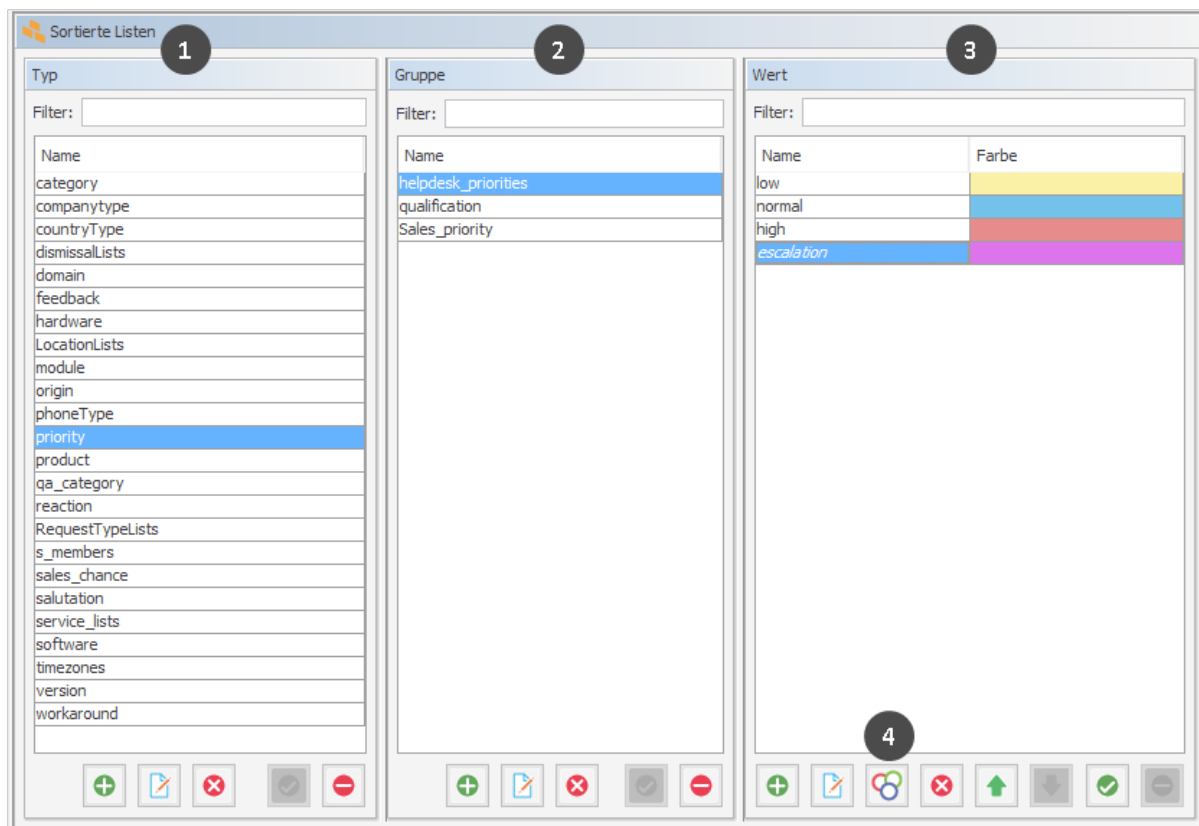 Sortierte Listen
1
2
3
Typ
Filter:
Name
category
companytype
countryType
dismissalLists
domain
feedback
hardware
LocationLists
module
origin
phoneType
priority
product
qa_category
reaction
RequestTypeLists
s_members
sales_chance
salutation
service_lists
software
timezones
version
workaround
Gruppe
Filter:
Name
helpdesk_priorities
qualification
Sales_priority
Wert
Filter:
Name Farbe
low
normal
high
escalation
4